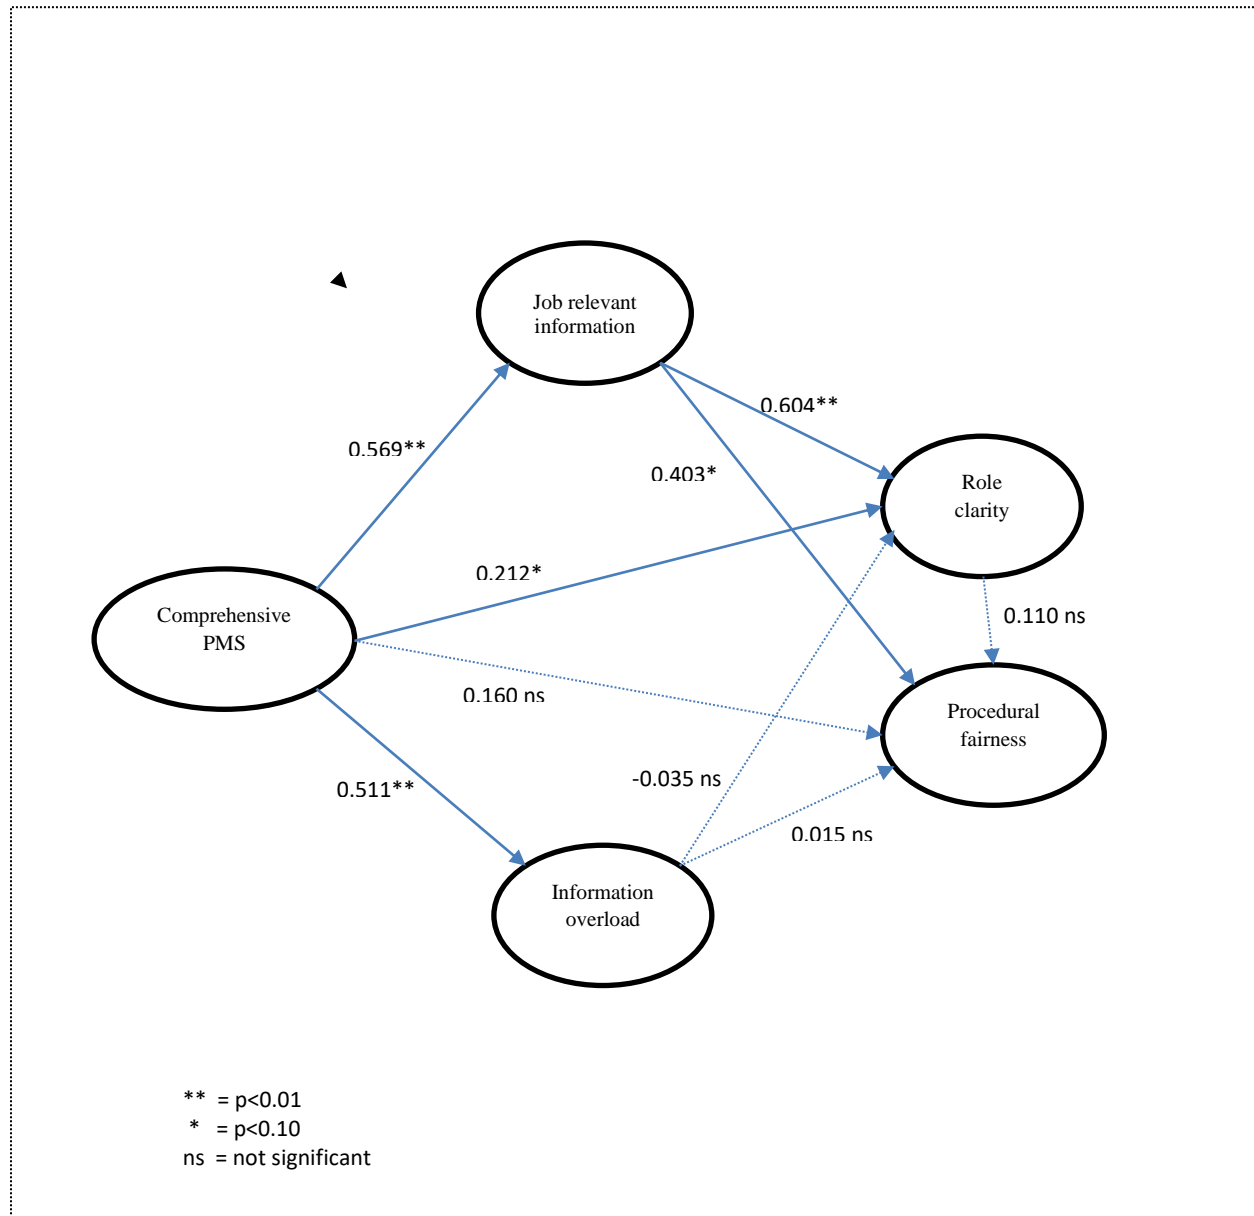 Job relevant
information
0.604**
0.569**
0.403*
Role
clarity
0.212*
Comprehensive
PMS
0.110 ns
0.160 ns
Procedural
fairness
-0.035 ns
0.511**
0.015 ns
Information
overload
** = p<0.01
* = p<0.10
ns = not significant